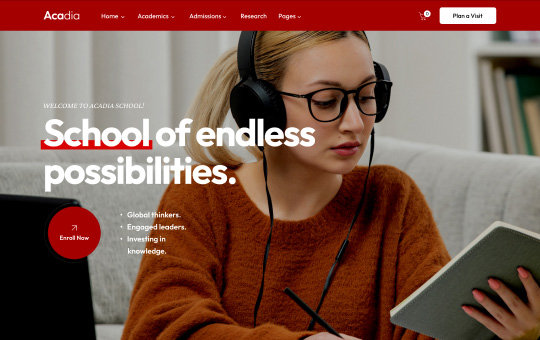 Acadia
Home Academics Admissions Research Pages
0
Plan a Visit
WELCOME TO ACADIA SCHOOL!
School of endless
possibilities.
Enroll Now
• Global thinkers.
• Engaged leaders.
• Investing in
knowledge.